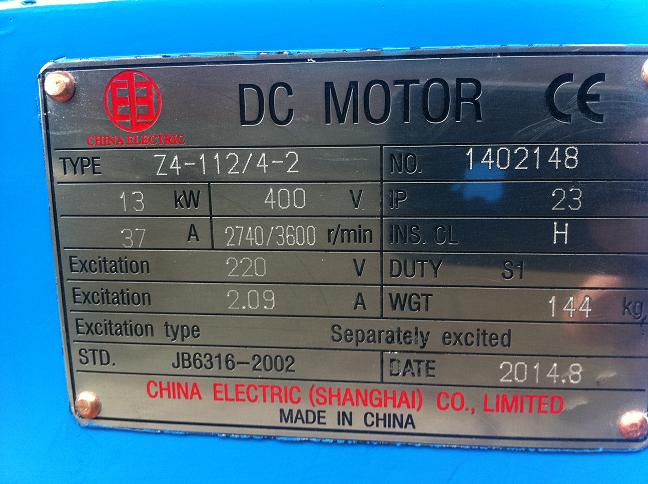 CHINA ELECTRIC
DC MOTOR CE
TYPE Z4-112/4-2 NO. 1402148
13 kW 400 V IP 23
37 A 2740/3600 r/min INS. CL H
Excitation 220 V DUTY S1
Excitation 2.09 A WGT 144 kg
Excitation type Separately excited
STD. JB6316-2002 DATE 2014.8
CHINA ELECTRIC (SHANGHAI) CO., LIMITED
MADE IN CHINA